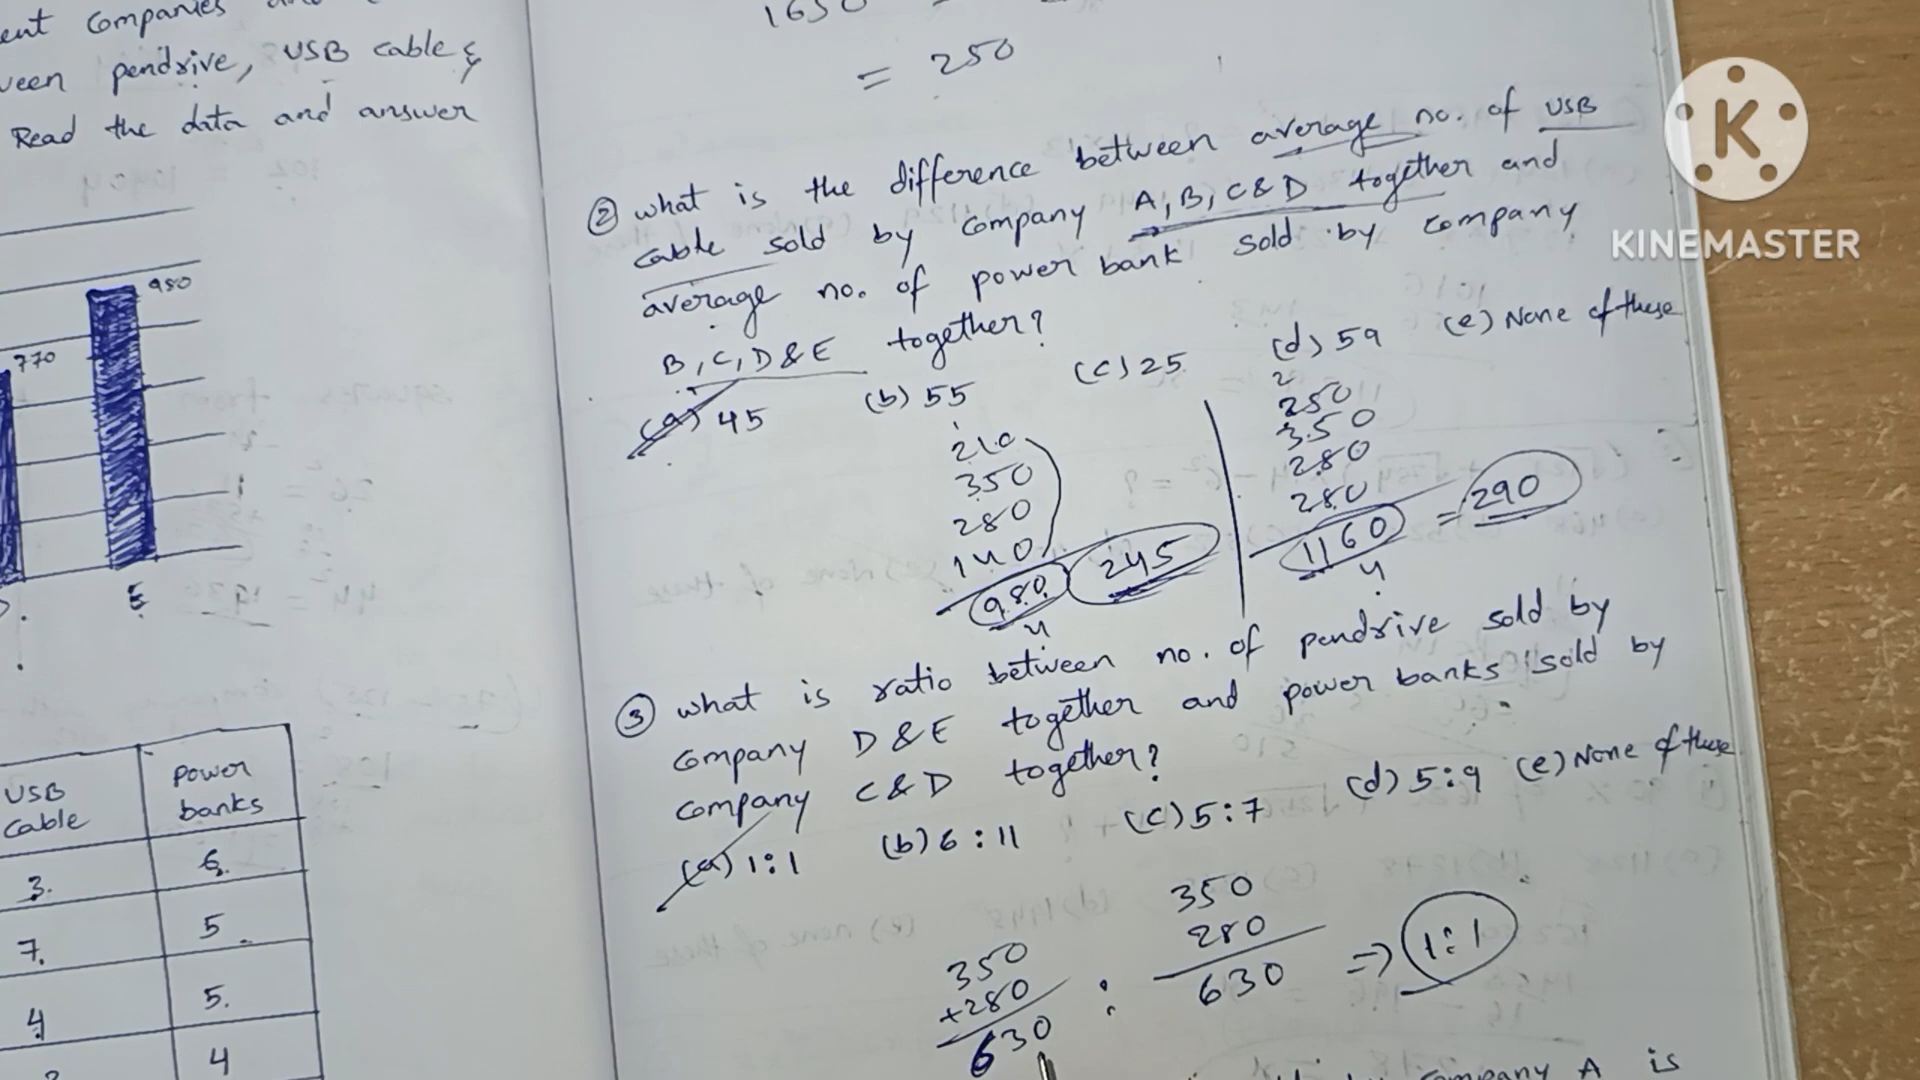 ent companies
ween pendrive, USB cable &
Read the data and answer
980
770
E
USB
cable
power
banks
3.
6.
7.
5
4
5.
4
1650
= 250
② what is the difference between average no. of USB
cable sold by company A, B, C & D together and
average no. of power bank sold by company
B, C, D & E together?
(a) 45 (b) 55 (c) 25 (d) 59 (e) None of these
210
350
280
140
980
4
245
2
250
350
280
280
1160
4
= 290
③ what is ratio between no. of pendrive sold by
company D & E together and power banks sold by
company C & D together?
(a) 1:1 (b) 6:11 (c) 5:7 (d) 5:9 (e) None of these
350
+280
630
:
350
280
630
=> 1:1
company A is
K
KINEMASTER